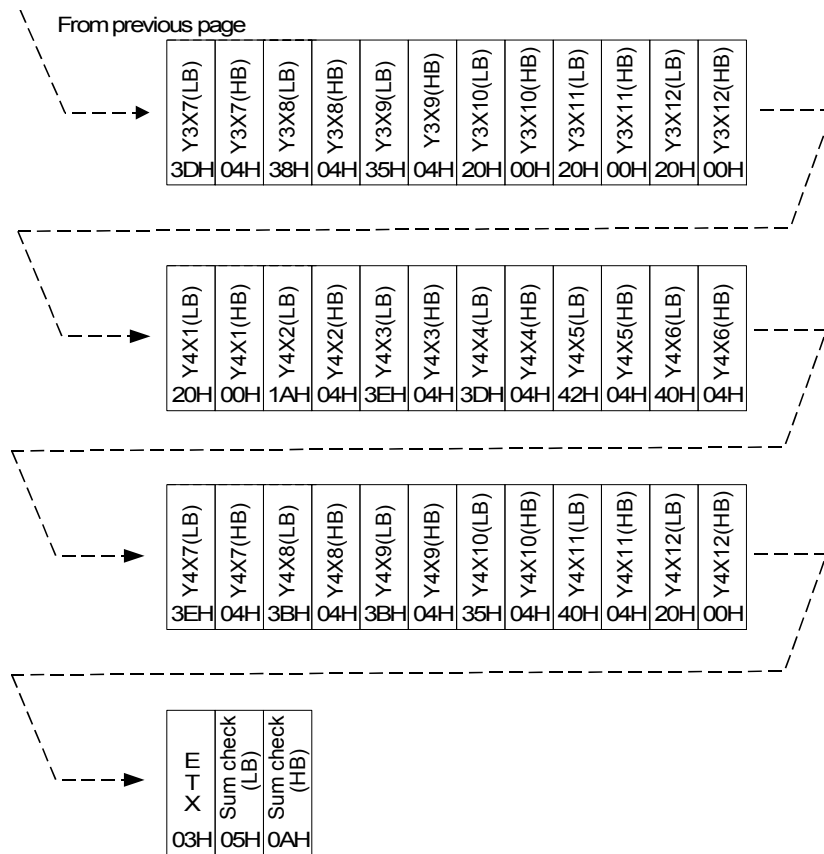 From previous page
Y3X7(LB) Y3X7(HB) Y3X8(LB) Y3X8(HB) Y3X9(LB) Y3X9(HB) Y3X10(LB) Y3X10(HB) Y3X11(LB) Y3X11(HB) Y3X12(LB) Y3X12(HB)
3DH 04H 38H 04H 35H 04H 20H 00H 20H 00H 20H 00H
Y4X1(LB) Y4X1(HB) Y4X2(LB) Y4X2(HB) Y4X3(LB) Y4X3(HB) Y4X4(LB) Y4X4(HB) Y4X5(LB) Y4X5(HB) Y4X6(LB) Y4X6(HB)
20H 00H 1AH 04H 3EH 04H 3DH 04H 42H 04H 40H 04H
Y4X7(LB) Y4X7(HB) Y4X8(LB) Y4X8(HB) Y4X9(LB) Y4X9(HB) Y4X10(LB) Y4X10(HB) Y4X11(LB) Y4X11(HB) Y4X12(LB) Y4X12(HB)
3EH 04H 3BH 04H 3BH 04H 35H 04H 40H 04H 20H 00H
ETX Sum check (LB) Sum check (HB)
03H 05H 0AH